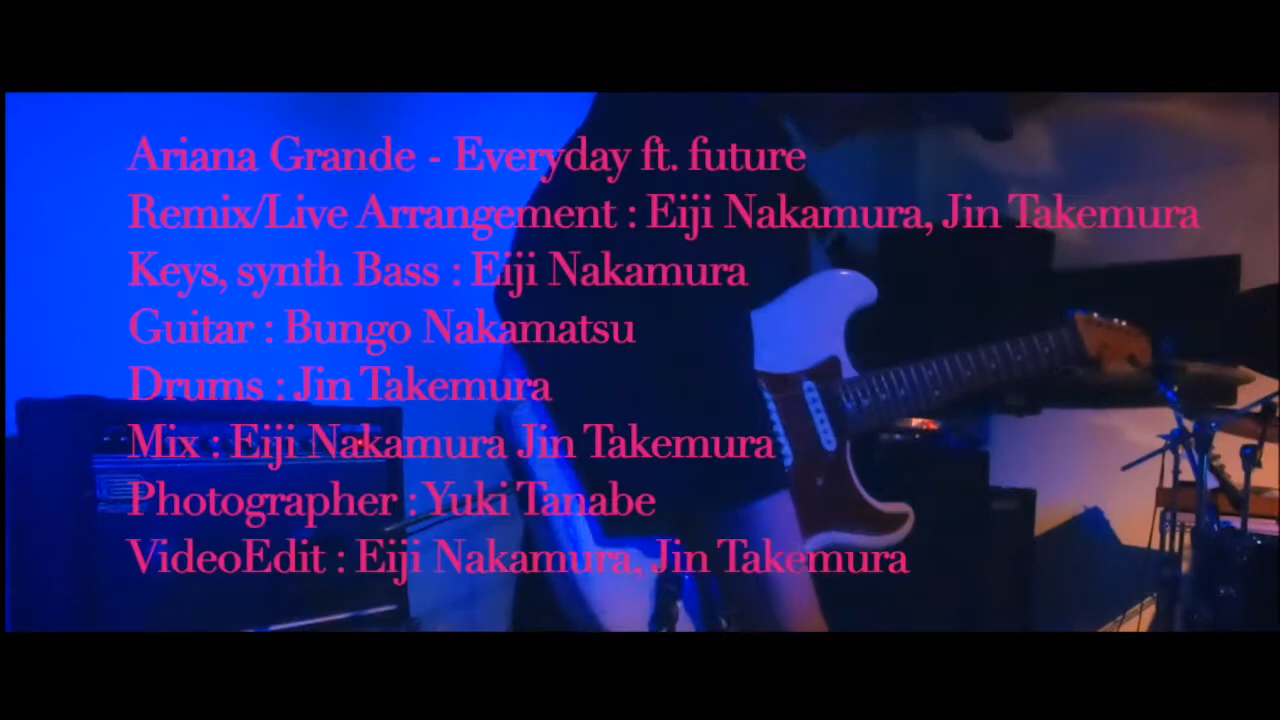 Ariana Grande - Everyday ft. future
Remix/Live Arrangement : Eiji Nakamura, Jin Takemura
Keys, synth Bass : Eiji Nakamura
Guitar : Bungo Nakamatsu
Drums : Jin Takemura
Mix : Eiji Nakamura Jin Takemura
Photographer : Yuki Tanabe
VideoEdit : Eiji Nakamura, Jin Takemura